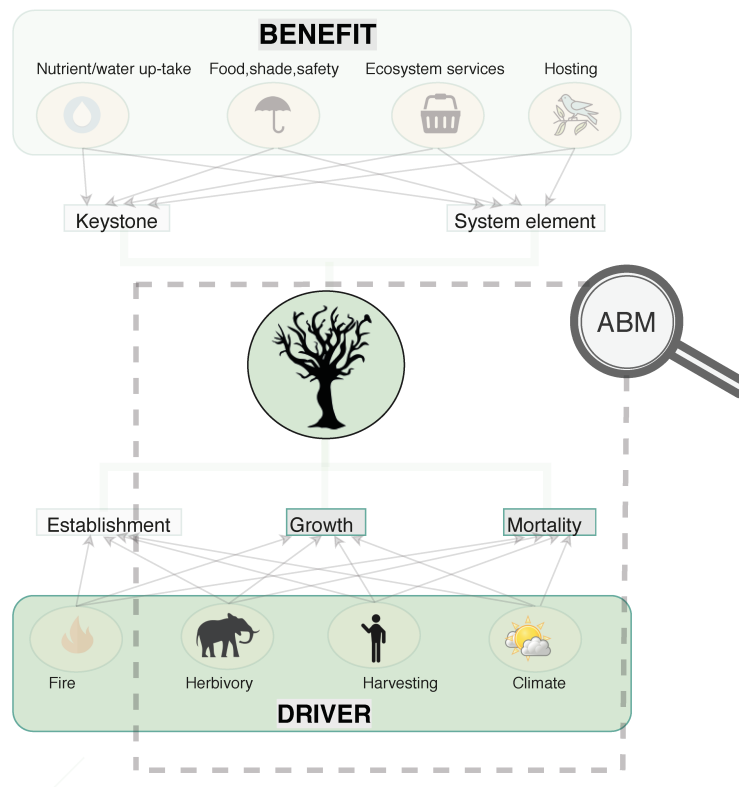 BENEFIT
Nutrient/water up-take
Food,shade,safety
Ecosystem services
Hosting
Keystone
System element
ABM
Establishment
Growth
Mortality
Fire
Herbivory
Harvesting
Climate
DRIVER